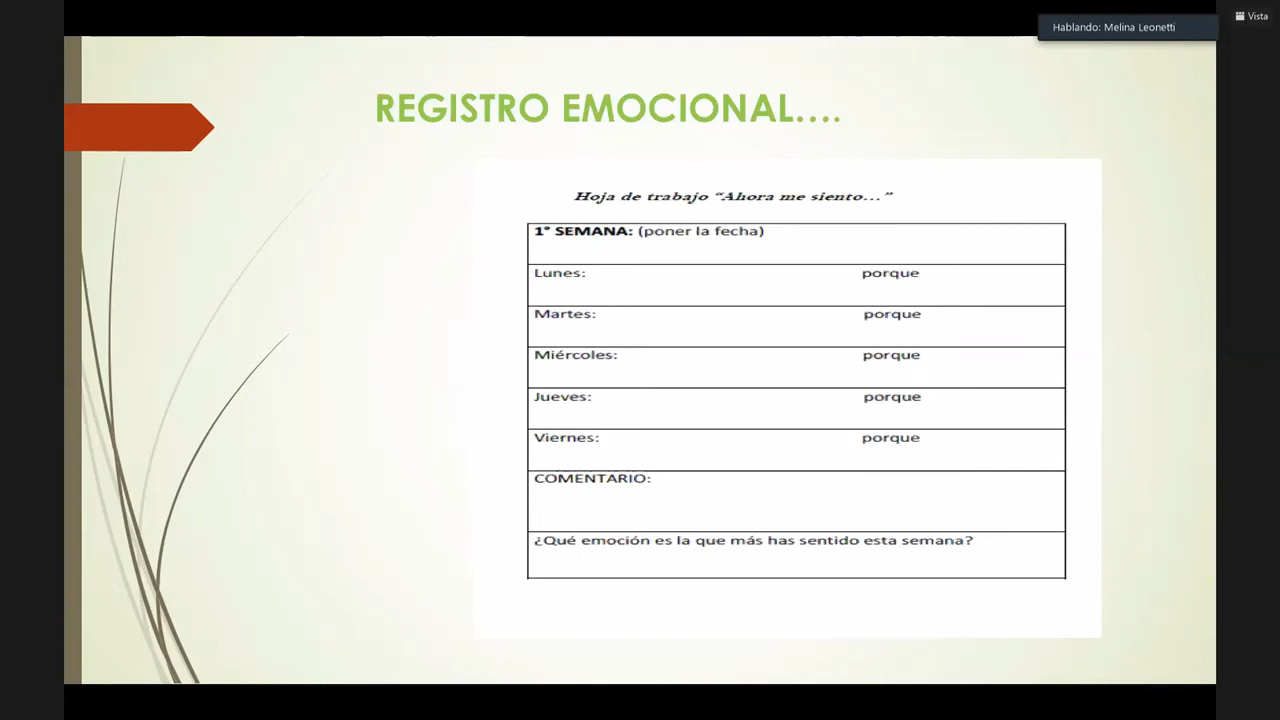 Vista
Hablando: Melina Leonetti
REGISTRO EMOCIONAL....
Hoja de trabajo "Ahora me siento..."
1° SEMANA: (poner la fecha)
Lunes: porque
Martes: porque
Miércoles: porque
Jueves: porque
Viernes: porque
COMENTARIO:
¿Qué emoción es la que más has sentido esta semana?